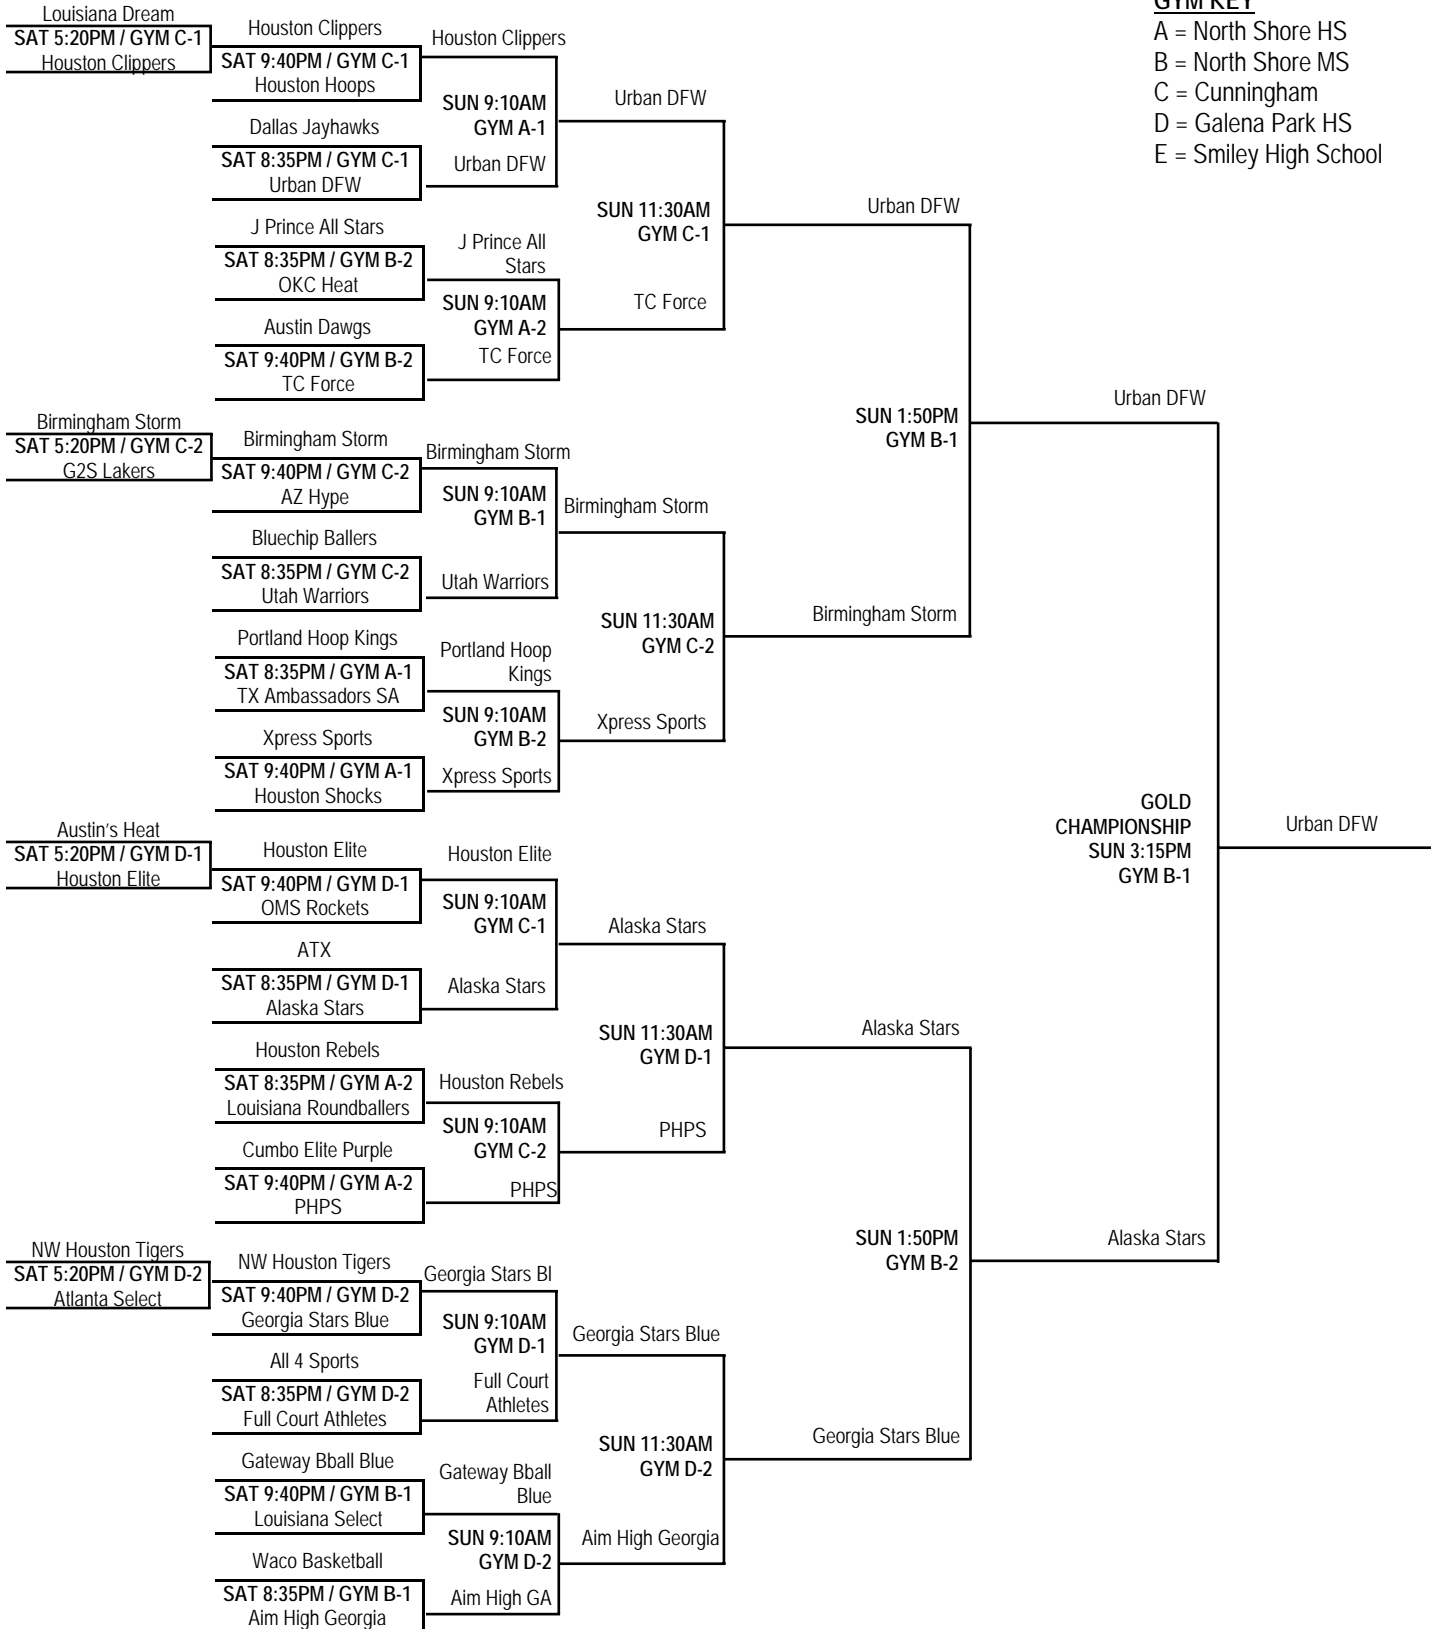 GYM KEY
A = North Shore HS
B = North Shore MS
C = Cunningham
D = Galena Park HS
E = Smiley High School
Louisiana Dream
SAT 5:20PM / GYM C-1
Houston Clippers
Houston Clippers
SAT 9:40PM / GYM C-1
Houston Hoops
Dallas Jayhawks
SAT 8:35PM / GYM C-1
Urban DFW
J Prince All Stars
SAT 8:35PM / GYM B-2
OKC Heat
Austin Dawgs
SAT 9:40PM / GYM B-2
TC Force
Houston Clippers
SUN 9:10AM
GYM A-1
Urban DFW
J Prince All
Stars
SUN 9:10AM
GYM A-2
TC Force
Urban DFW
SUN 11:30AM
GYM C-1
TC Force
Birmingham Storm
SAT 5:20PM / GYM C-2
G2S Lakers
Birmingham Storm
SAT 9:40PM / GYM C-2
AZ Hype
Bluechip Ballers
SAT 8:35PM / GYM C-2
Utah Warriors
Portland Hoop Kings
SAT 8:35PM / GYM A-1
TX Ambassadors SA
Xpress Sports
SAT 9:40PM / GYM A-1
Houston Shocks
Birmingham Storm
SUN 9:10AM
GYM B-1
Utah Warriors
Portland Hoop
Kings
SUN 9:10AM
GYM B-2
Xpress Sports
Birmingham Storm
SUN 11:30AM
GYM C-2
Xpress Sports
Urban DFW
SUN 1:50PM
GYM B-1
Birmingham Storm
Austin's Heat
SAT 5:20PM / GYM D-1
Houston Elite
Houston Elite
SAT 9:40PM / GYM D-1
OMS Rockets
ATX
SAT 8:35PM / GYM D-1
Alaska Stars
Houston Rebels
SAT 8:35PM / GYM A-2
Louisiana Roundballers
Cumbo Elite Purple
SAT 9:40PM / GYM A-2
PHPS
Houston Elite
SUN 9:10AM
GYM C-1
Alaska Stars
Houston Rebels
SUN 9:10AM
GYM C-2
PHPS
Alaska Stars
SUN 11:30AM
GYM D-1
PHPS
NW Houston Tigers
SAT 5:20PM / GYM D-2
Atlanta Select
NW Houston Tigers
SAT 9:40PM / GYM D-2
Georgia Stars Blue
All 4 Sports
SAT 8:35PM / GYM D-2
Full Court Athletes
Gateway Bball Blue
SAT 9:40PM / GYM B-1
Louisiana Select
Waco Basketball
SAT 8:35PM / GYM B-1
Aim High Georgia
Georgia Stars Bl
SUN 9:10AM
GYM D-1
Full Court
Athletes
Gateway Bball
Blue
SUN 9:10AM
GYM D-2
Aim High GA
Georgia Stars Blue
SUN 11:30AM
GYM D-2
Aim High Georgia
Alaska Stars
SUN 1:50PM
GYM B-2
Georgia Stars Blue
Urban DFW
GOLD
CHAMPIONSHIP
SUN 3:15PM
GYM B-1
Alaska Stars
Urban DFW